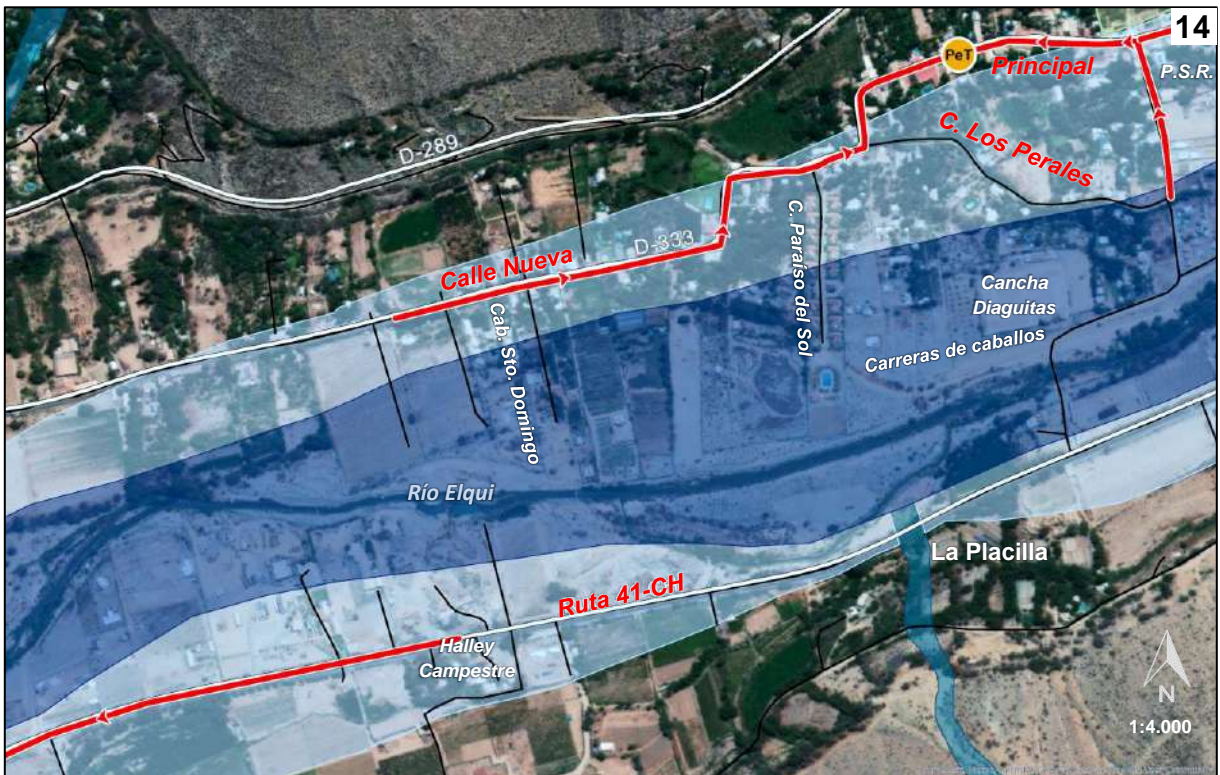 14
PeT
Principal
P.S.R.
C. Los Perales
D-289
D-333
Calle Nueva
C. Paraíso del Sol
Cab. Sto. Domingo
Cancha
Diaguitas
Carreras de caballos
Río Elqui
La Placilla
Ruta 41-CH
Halley
Campestre
N
1:4.000